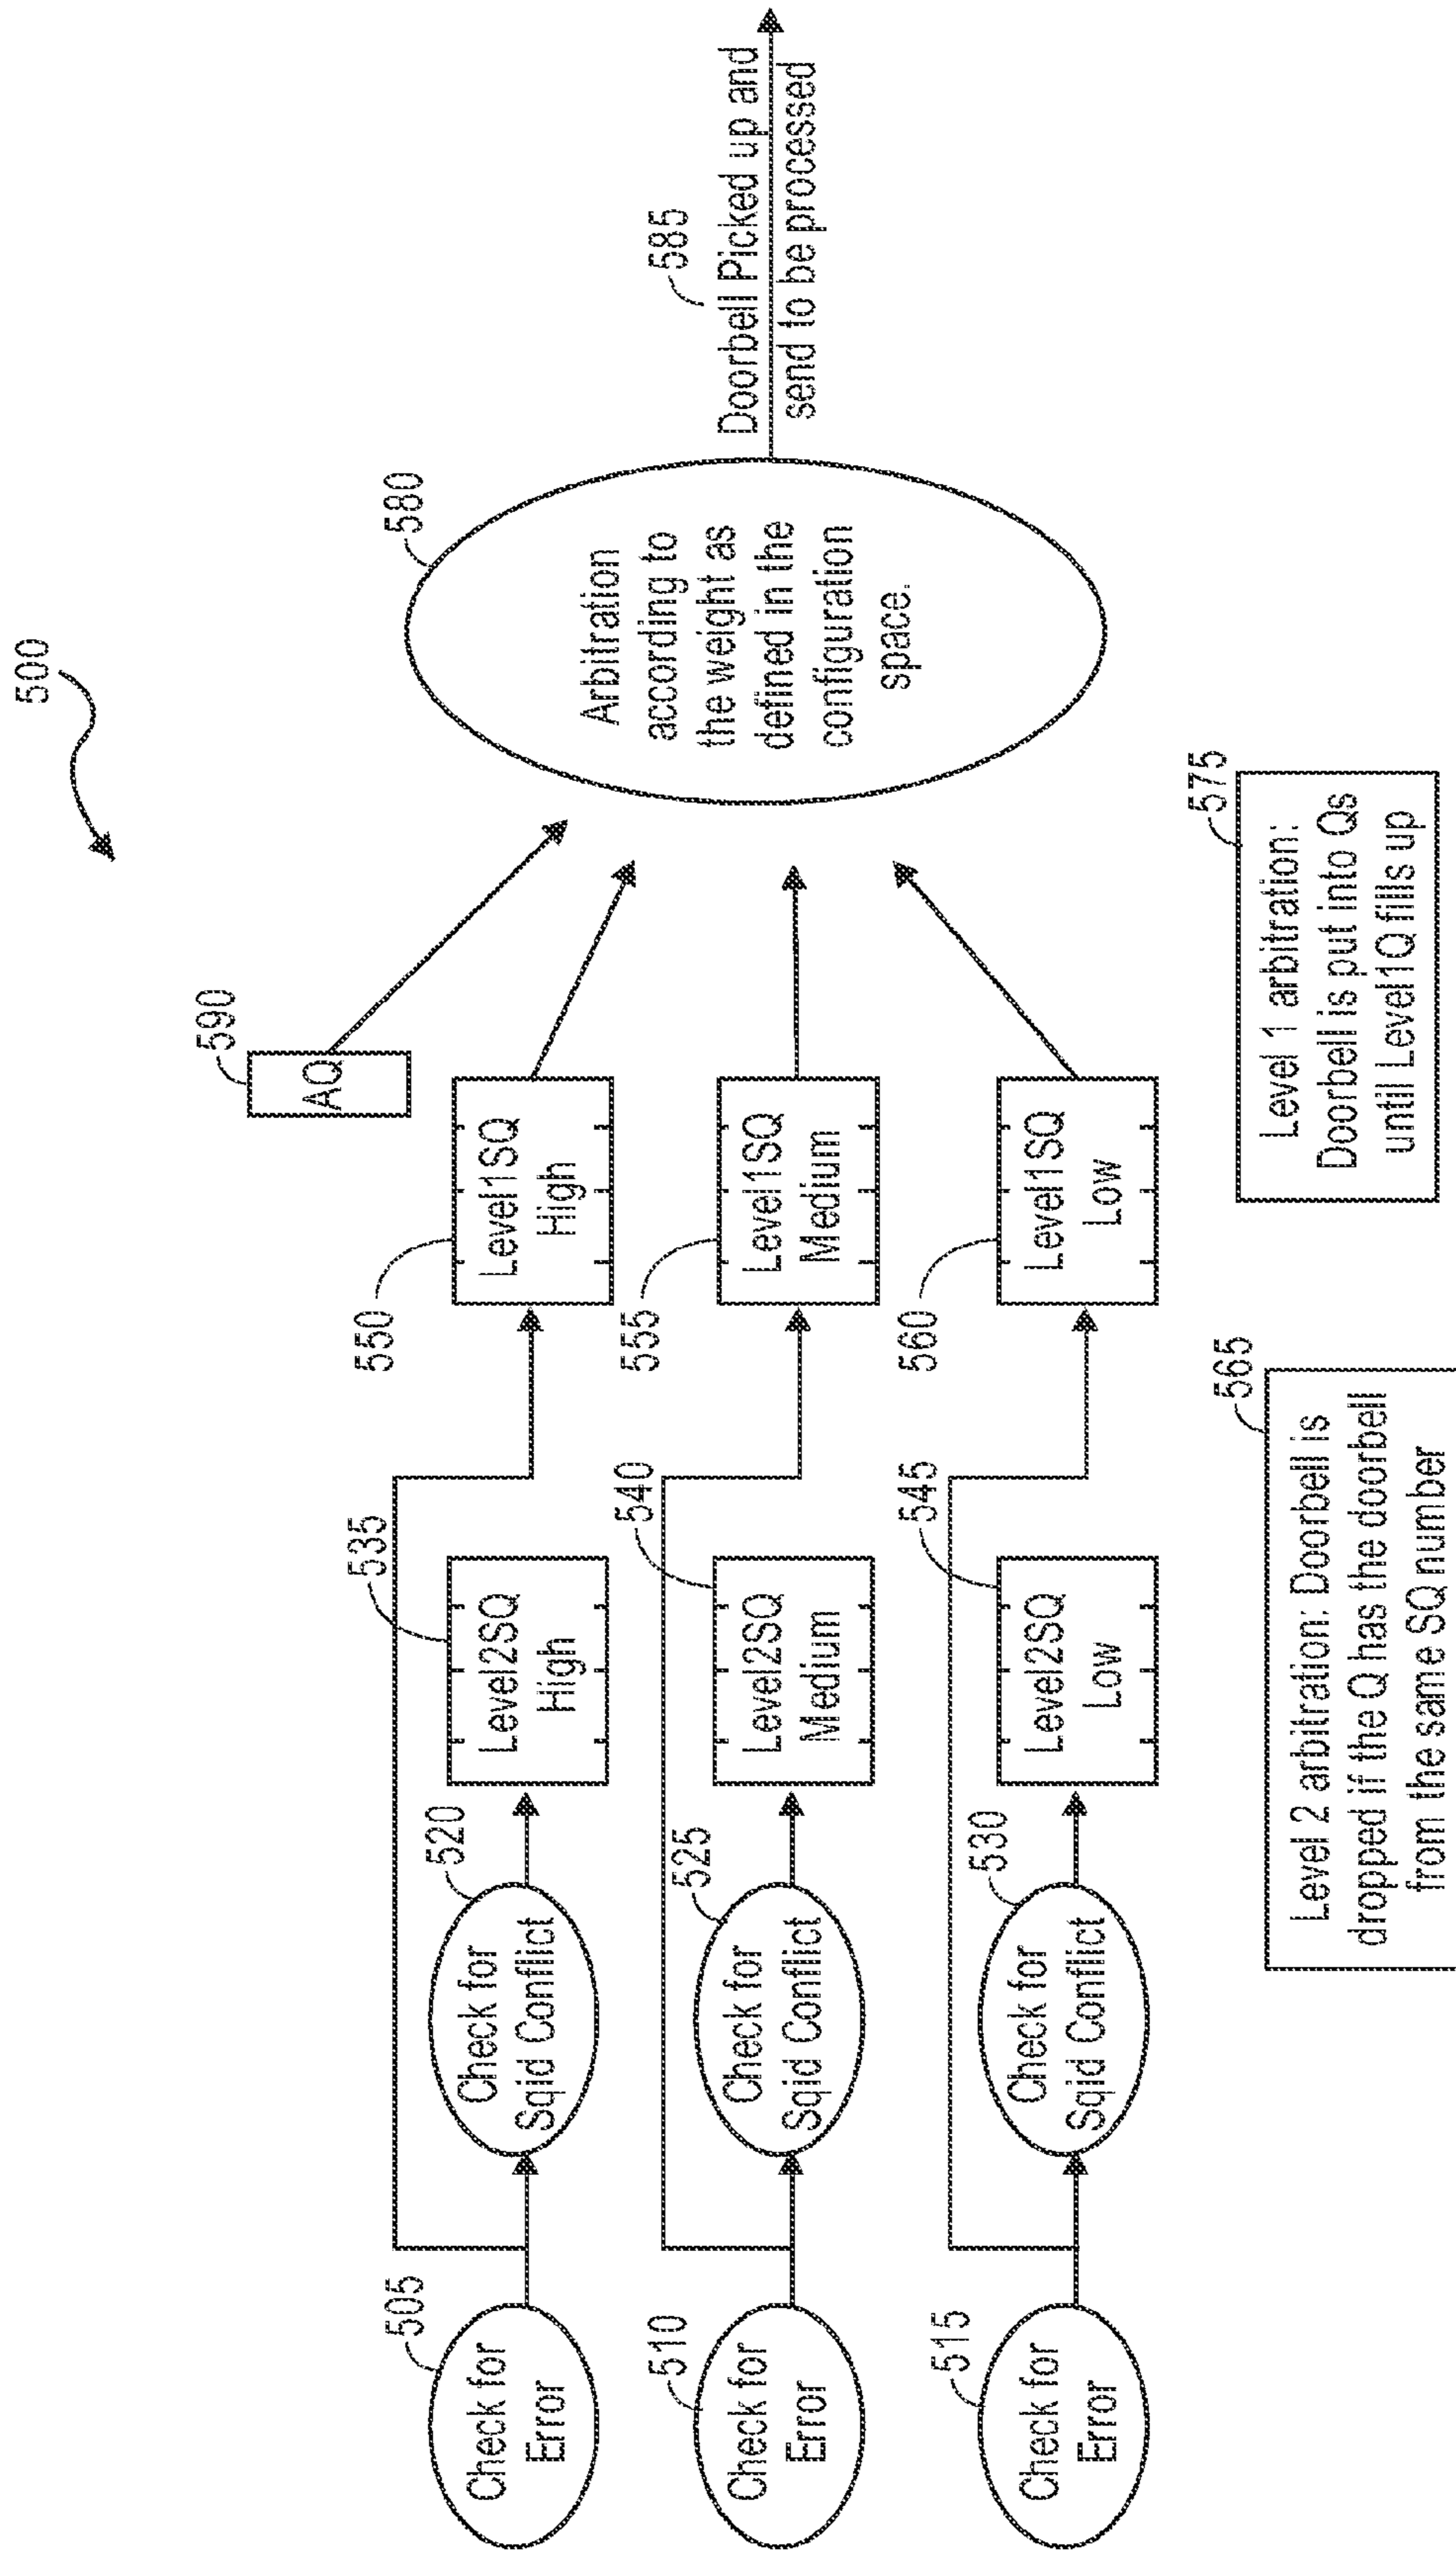 500
505
Check for
Error
520
Check for
Sqid Conflict
535
Level2SQ
High
550
Level1SQ
High
590
AQ
510
Check for
Error
525
Check for
Sqid Conflict
540
Level2SQ
Medium
555
Level1SQ
Medium
515
Check for
Error
530
Check for
Sqid Conflict
545
Level2SQ
Low
560
Level1SQ
Low
580
Arbitration
according to
the weight as
defined in the
configuration
space.
585
Doorbell Picked up and
send to be processed
565
Level 2 arbitration: Doorbell is
dropped if the Q has the doorbell
from the same SQ number
575
Level 1 arbitration:
Doorbell is put into Qs
until Level1Q fills up